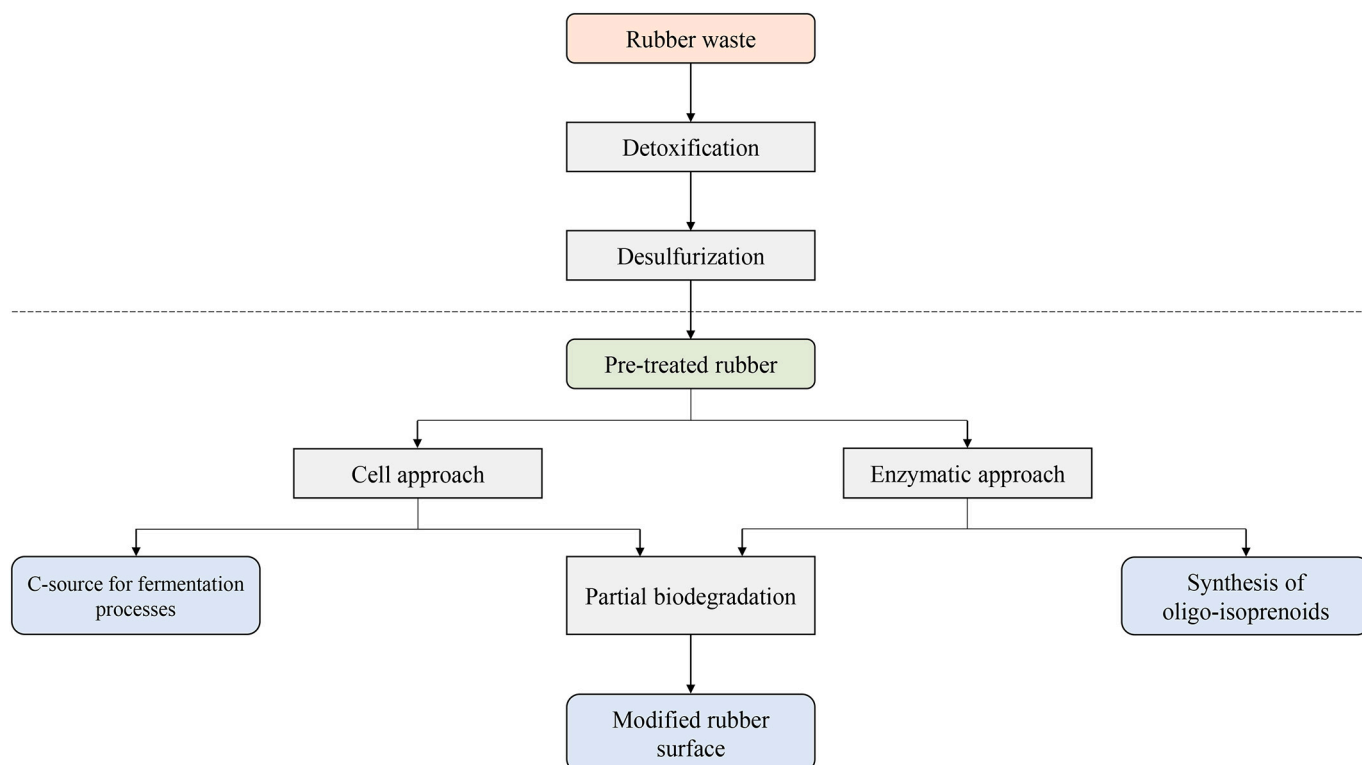 Rubber waste
Detoxification
Desulfurization
Pre-treated rubber
Cell approach
Enzymatic approach
C-source for fermentation
processes
Partial biodegradation
Synthesis of
oligo-isoprenoids
Modified rubber
surface